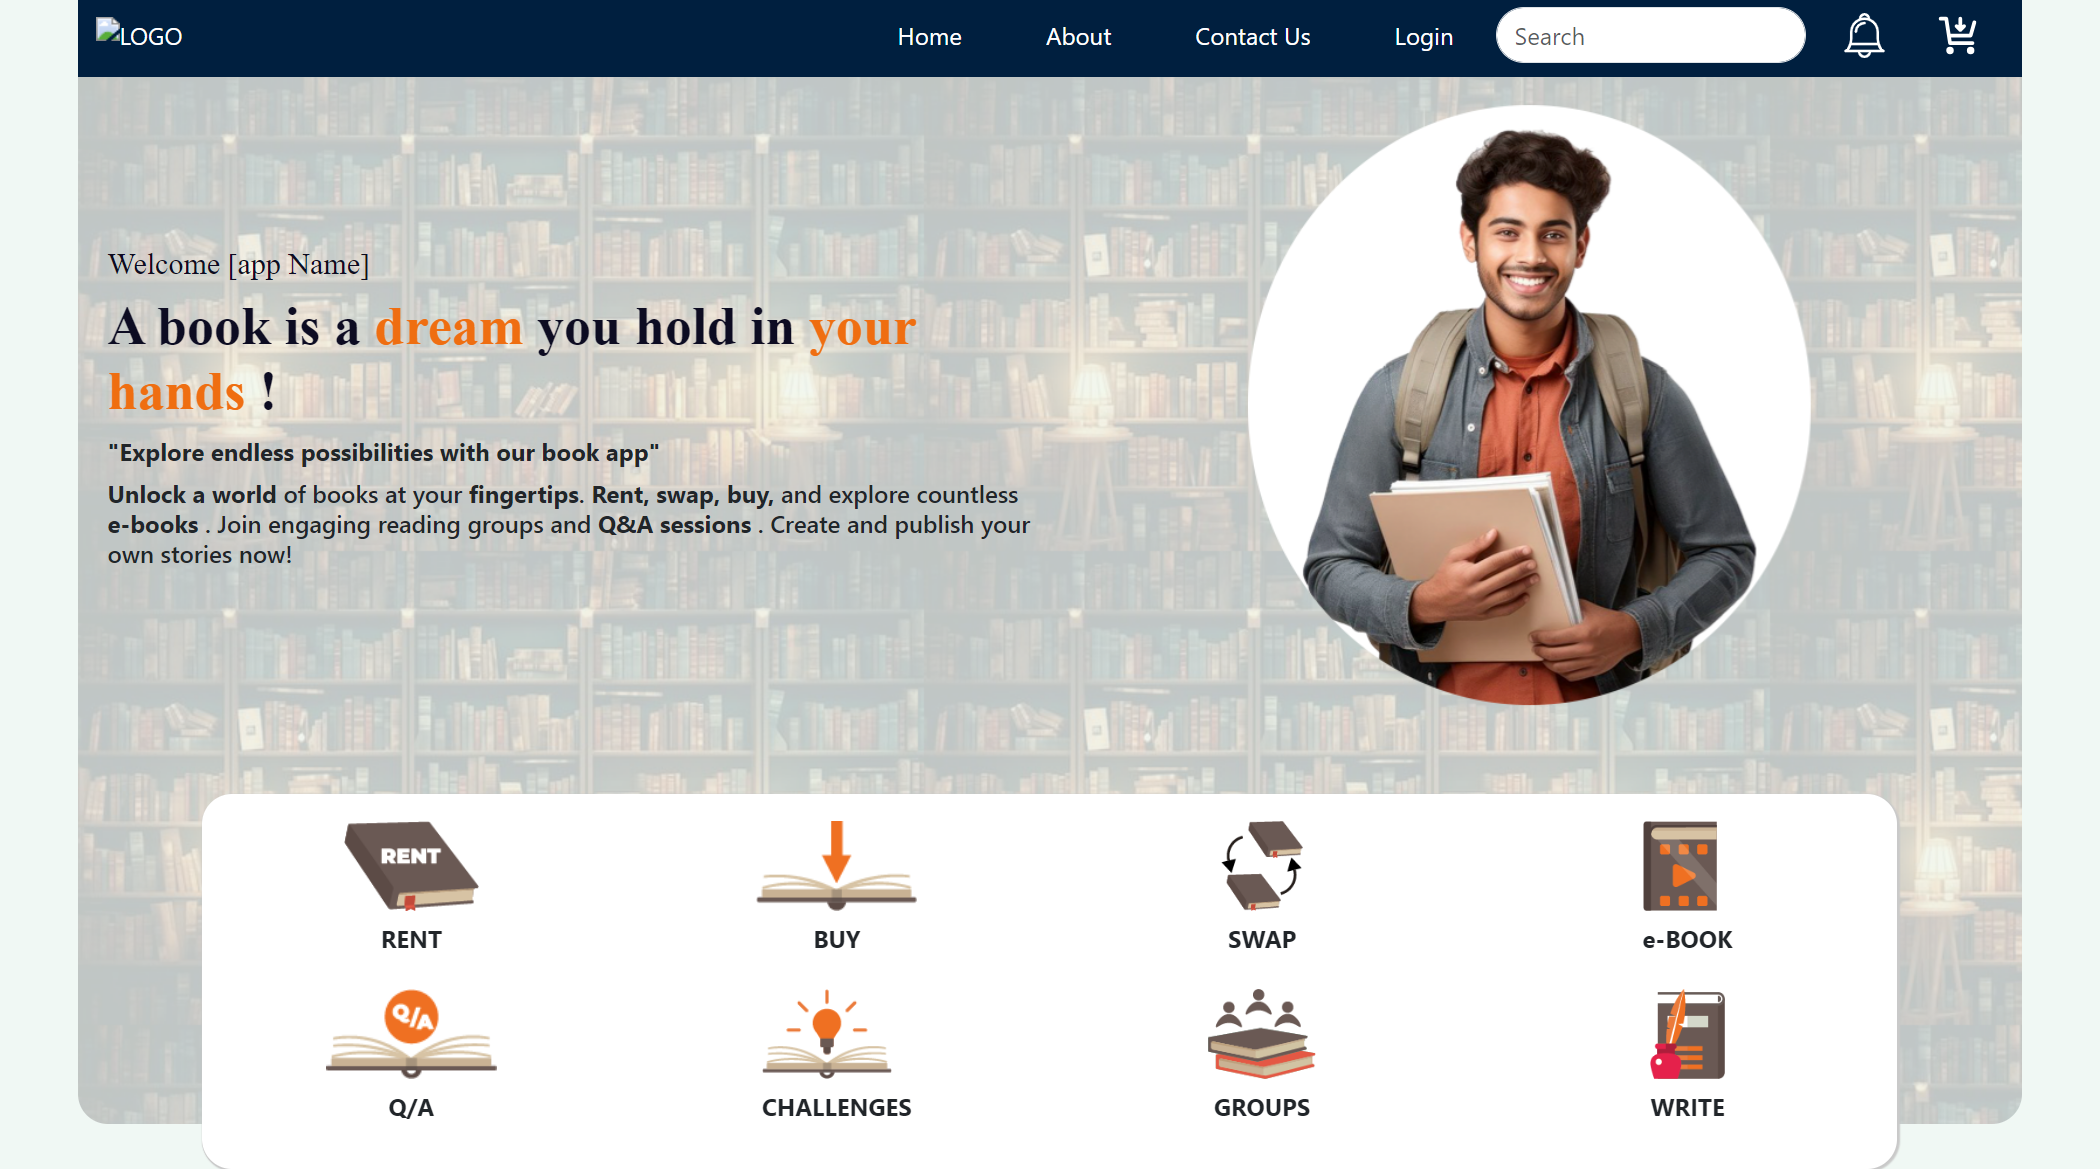 LOGO
Home
About
Contact Us
Login
Search
Welcome [app Name]
A book is a dream you hold in your
hands !
"Explore endless possibilities with our book app"
Unlock a world of books at your fingertips. Rent, swap, buy, and explore countless
e-books . Join engaging reading groups and Q&A sessions . Create and publish your
own stories now!
RENT
RENT
BUY
SWAP
e-BOOK
Q/A
Q/A
CHALLENGES
GROUPS
WRITE